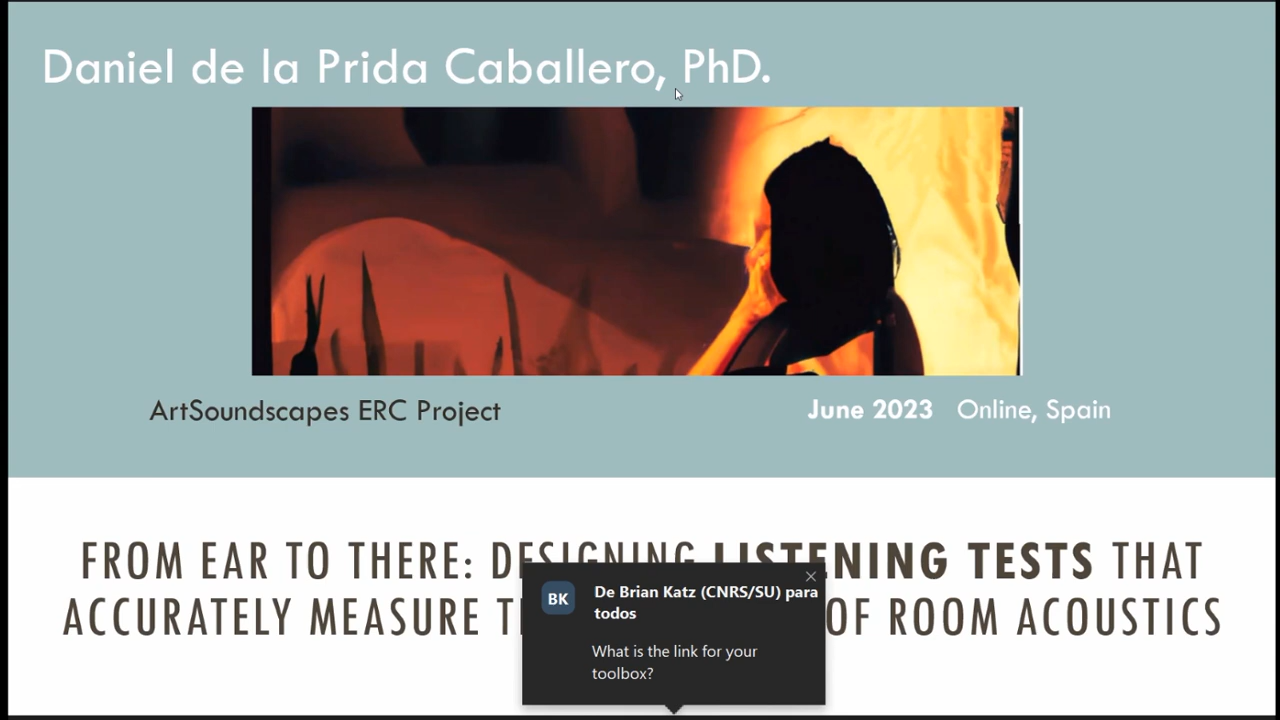 Daniel de la Prida Caballero, PhD.
ArtSoundscapes ERC Project
June 2023 Online, Spain
FROM EAR TO THERE: DESIGNING LISTENING TESTS THAT
ACCURATELY MEASURE OF ROOM ACOUSTICS
BK
De Brian Katz (CNRS/SU) para
todos
What is the link for your
toolbox?